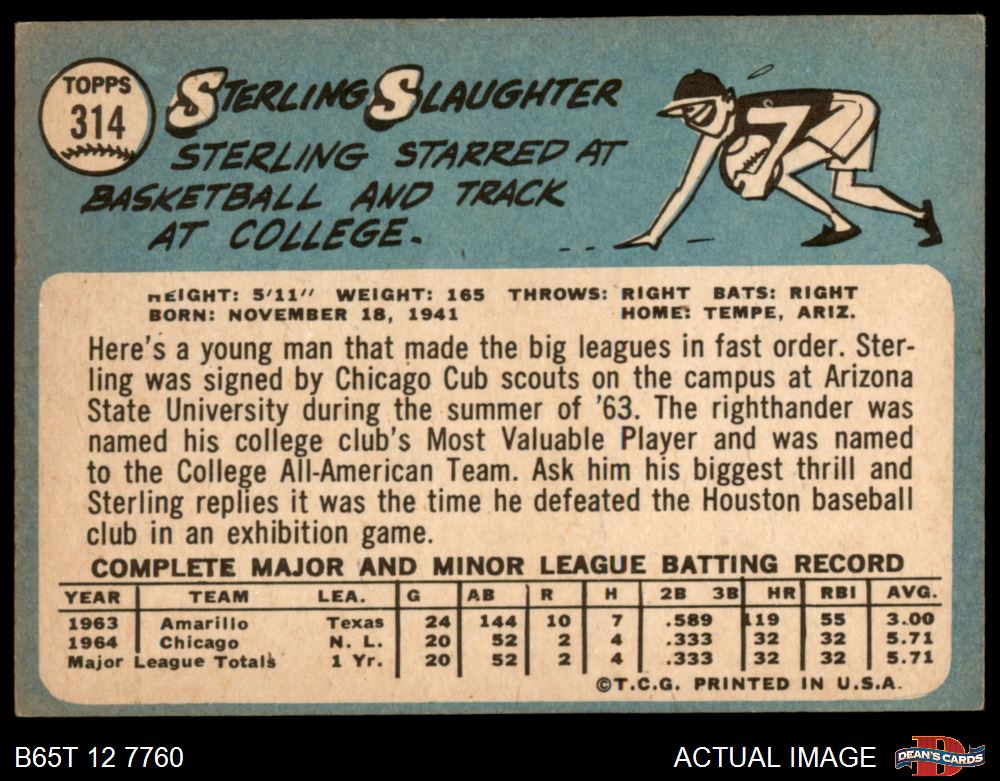 TOPPS
314
STERLING SLAUGHTER
STERLING STARRED AT
BASKETBALL AND TRACK
AT COLLEGE.
7
HEIGHT: 5'11" WEIGHT: 165 THROWS: RIGHT BATS: RIGHT
BORN: NOVEMBER 18, 1941 HOME: TEMPE, ARIZ.
Here's a young man that made the big leagues in fast order. Ster-
ling was signed by Chicago Cub scouts on the campus at Arizona
State University during the summer of '63. The righthander was
named his college club's Most Valuable Player and was named
to the College All-American Team. Ask him his biggest thrill and
Sterling replies it was the time he defeated the Houston baseball
club in an exhibition game.
COMPLETE MAJOR AND MINOR LEAGUE BATTING RECORD
YEAR TEAM LEA. G AB R H 2B 3B HR RBI AVG.
1963 Amarillo Texas 24 144 10 7 .589 119 55 3.00
1964 Chicago N. L. 20 52 2 4 .333 32 32 5.71
Major League Totals 1 Yr. 20 52 2 4 .333 32 32 5.71
©T.C.G. PRINTED IN U.S.A.
B65T 12 7760 ACTUAL IMAGE
D
DEAN'S CARDS